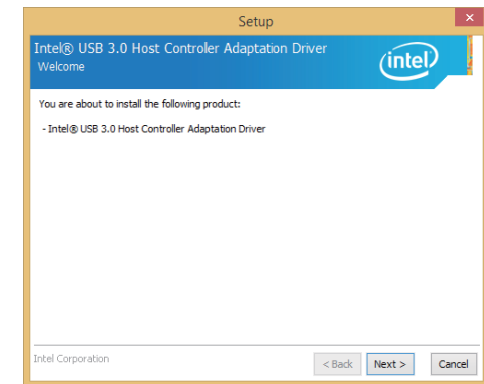 Setup
Intel® USB 3.0 Host Controller Adaptation Driver
Welcome
intel
You are about to install the following product:
- Intel® USB 3.0 Host Controller Adaptation Driver
Intel Corporation
< Back Next > Cancel